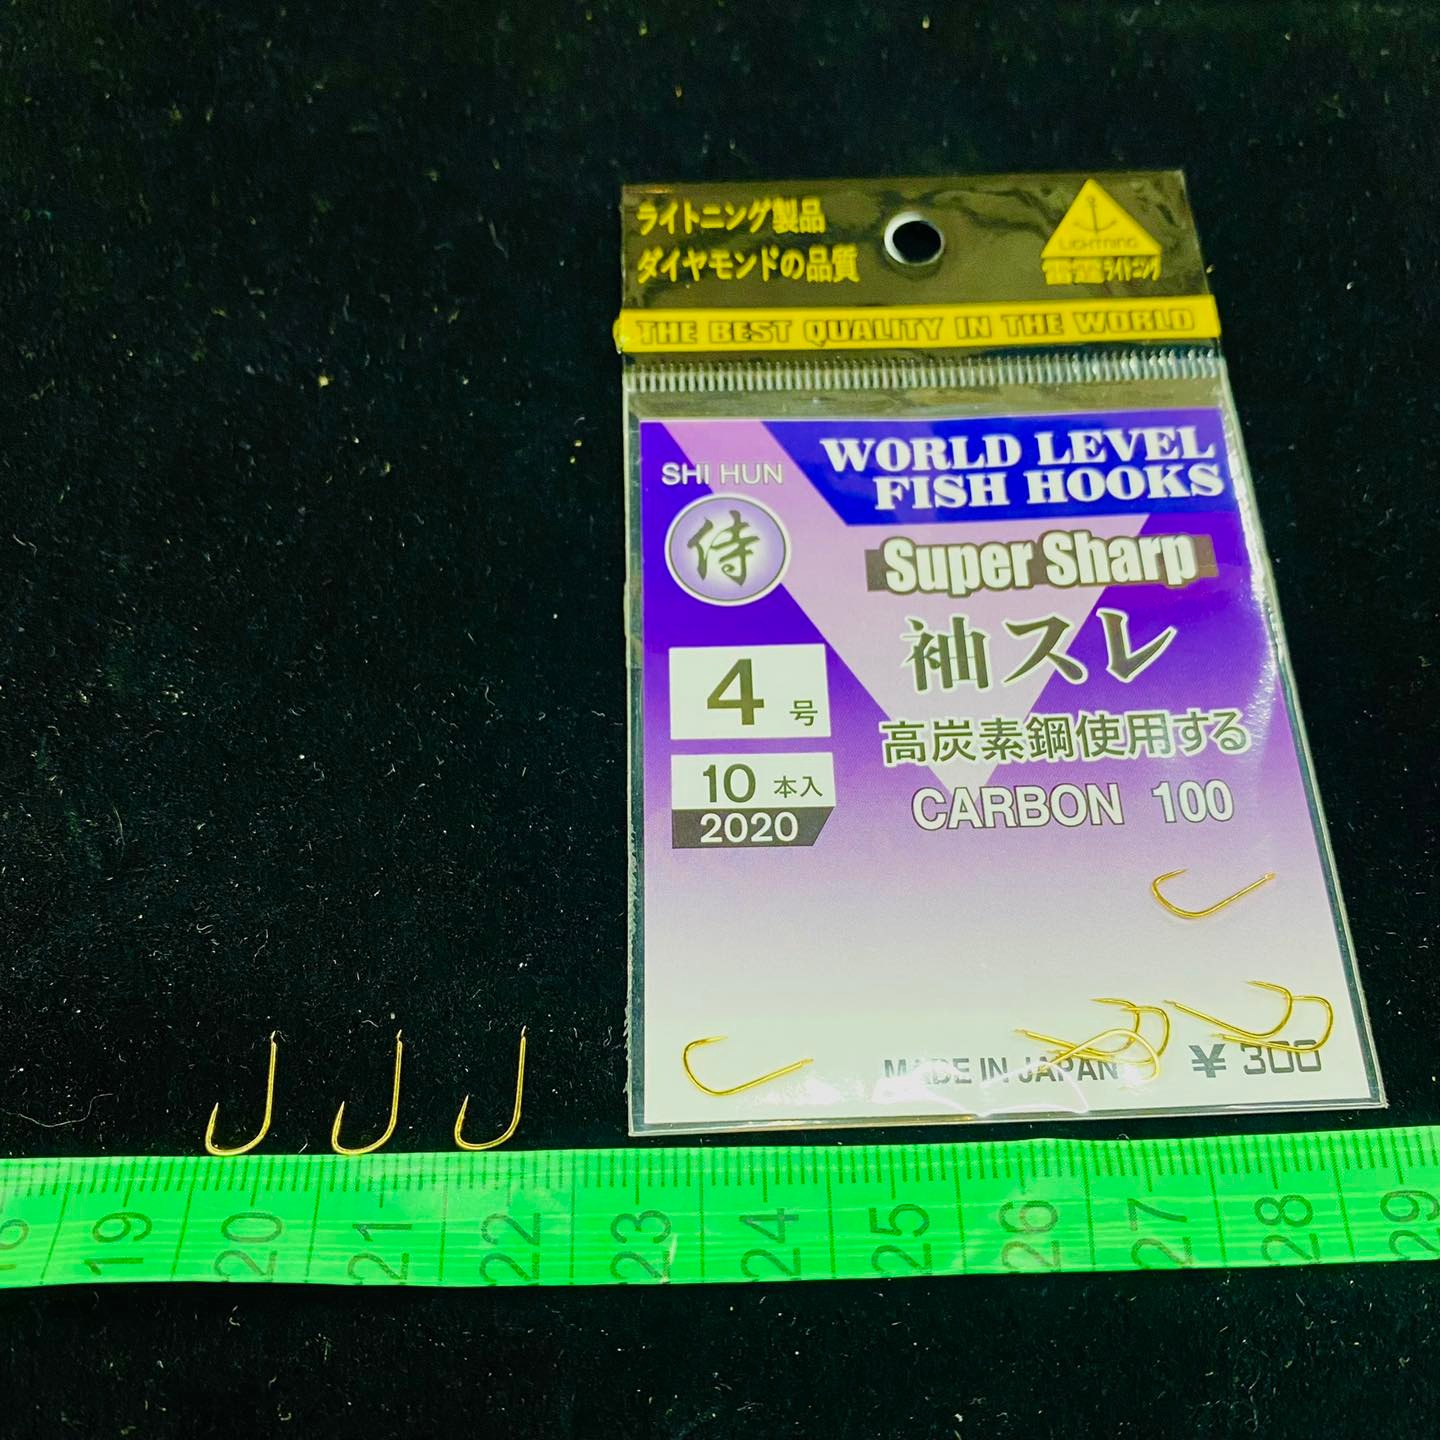 ライトニング製品
ダイヤモンドの品質
LIGHTNING
雷霆ライトニング
THE BEST QUALITY IN THE WORLD
SHI HUN
WORLD LEVEL
FISH HOOKS
侍
Super Sharp
袖スレ
4号
高炭素鋼使用する
10本入
CARBON 100
2020
MADE IN JAPAN
¥ 300
18 19 20 21 22 23 24 25 26 27 28 29